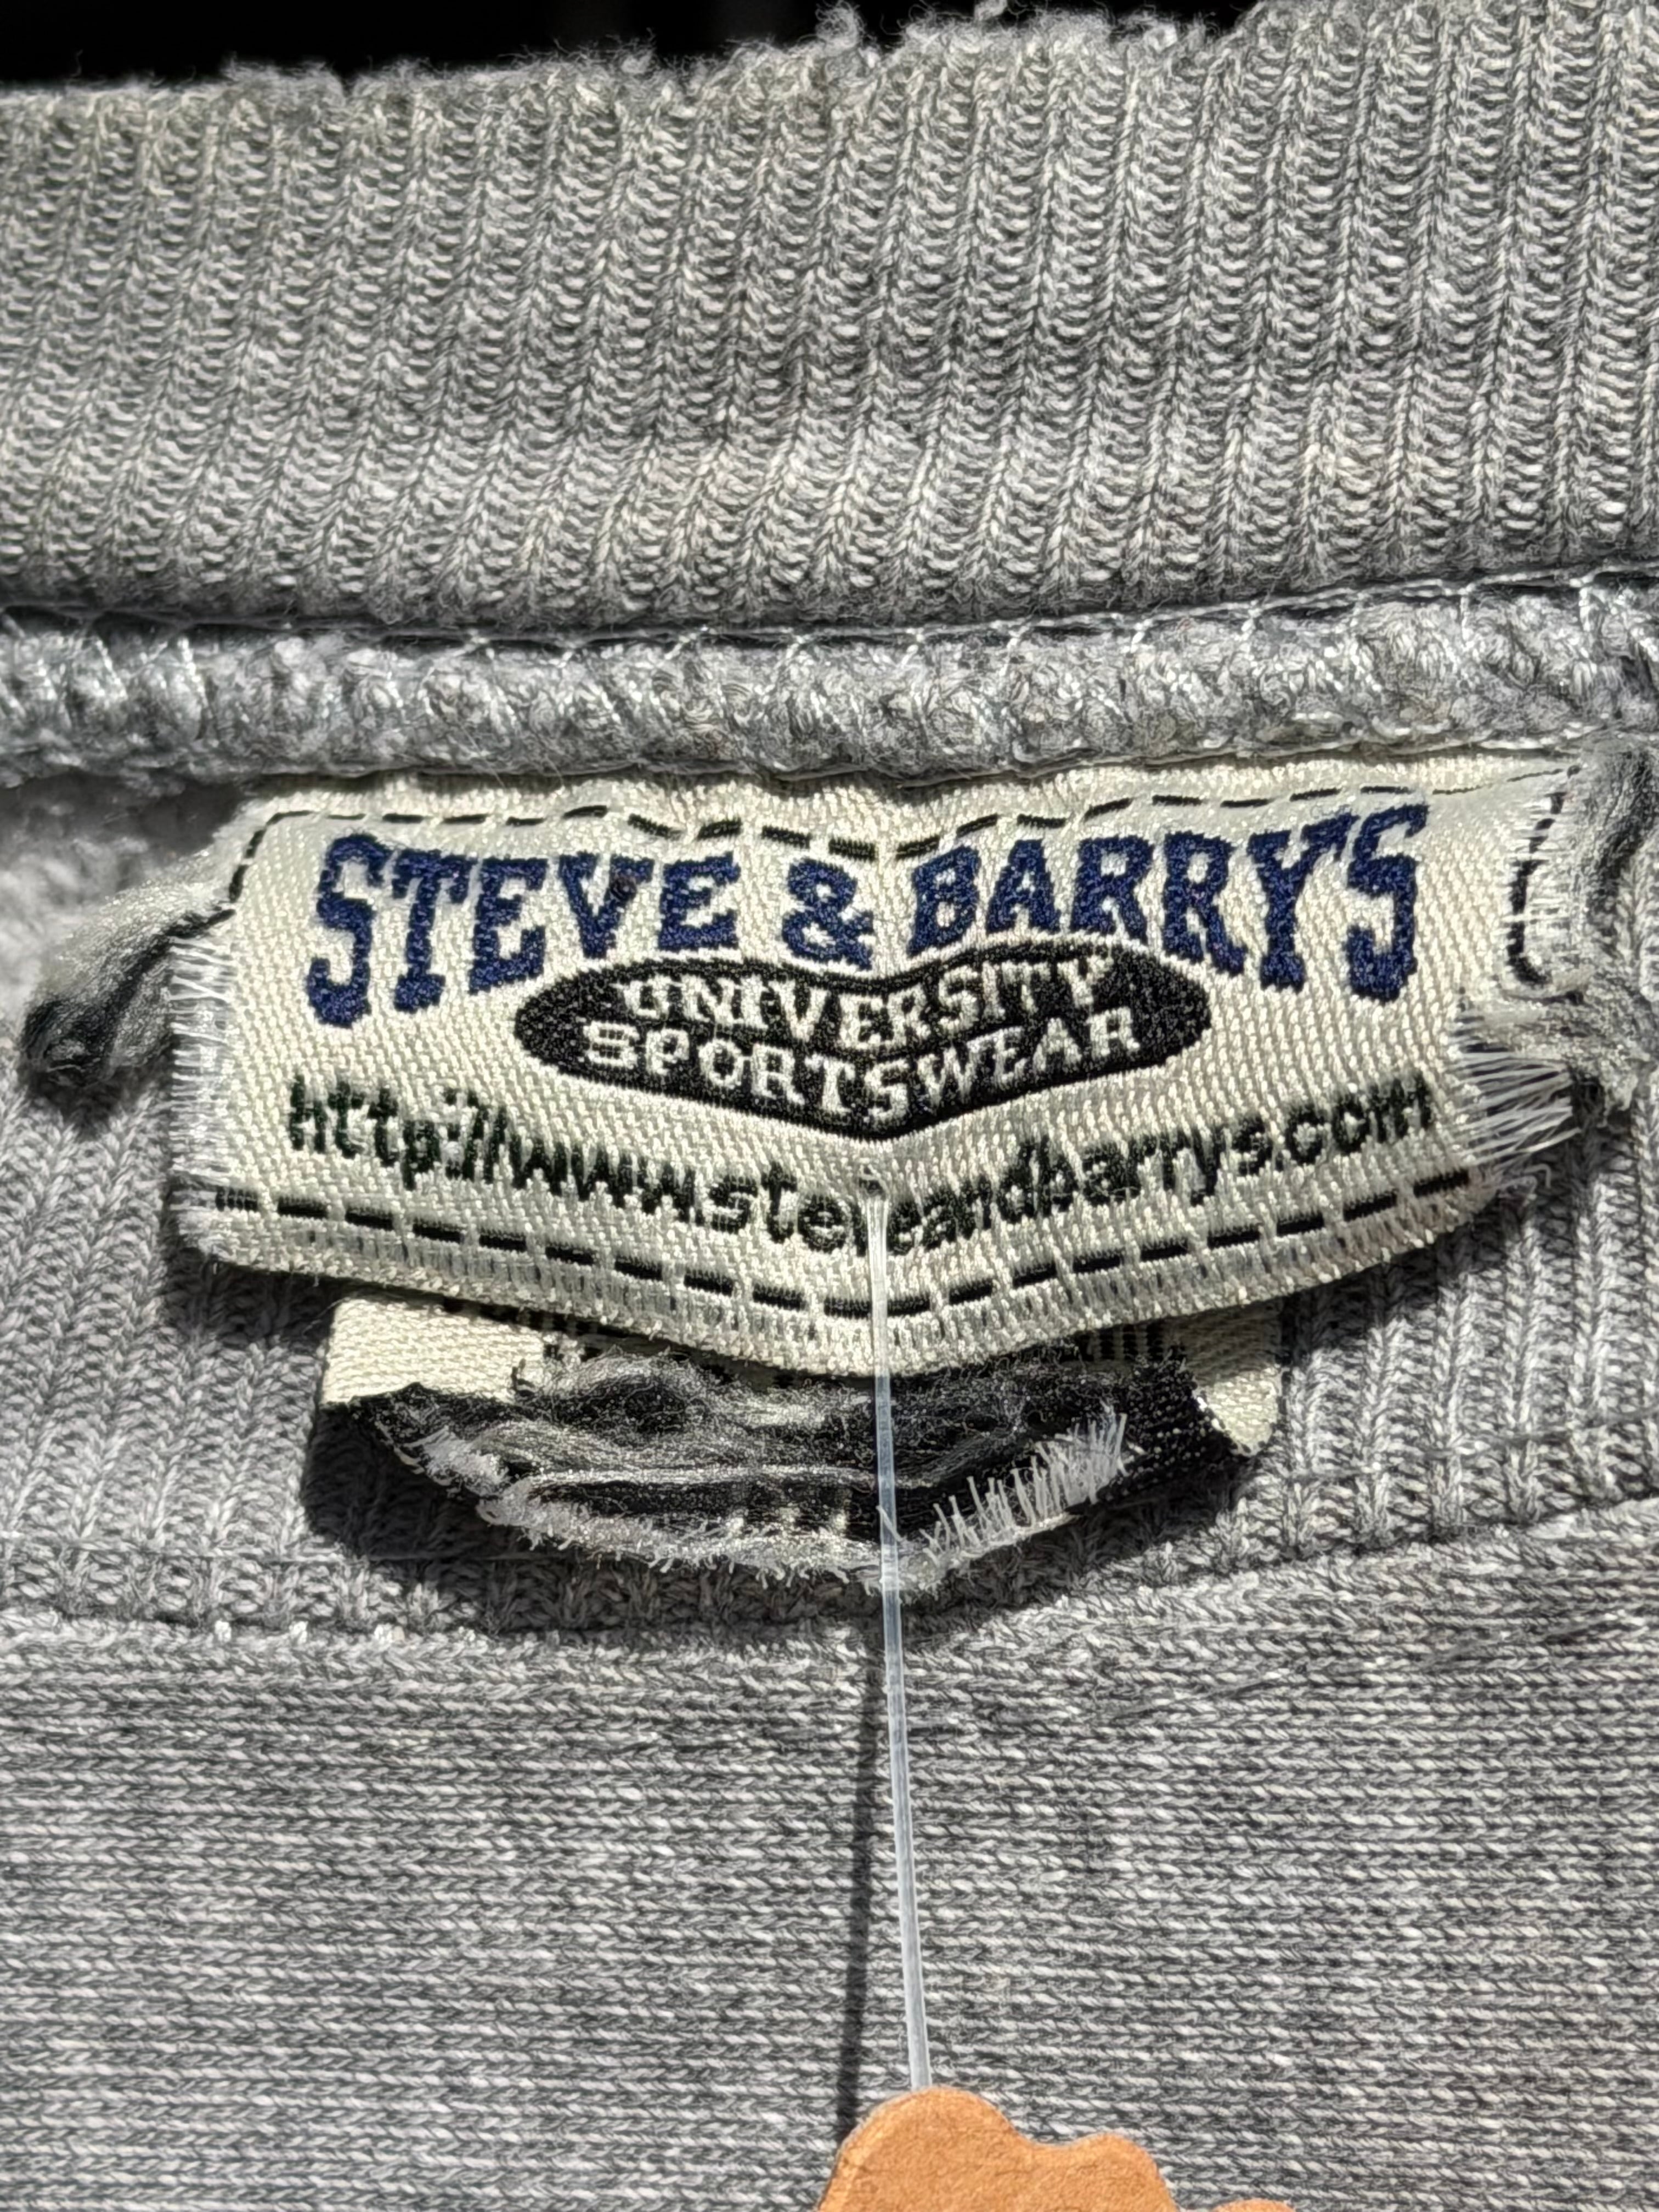 STEVE & BARRY'S
UNIVERSITY
SPORTSWEAR
http://www.steveandbarrys.com